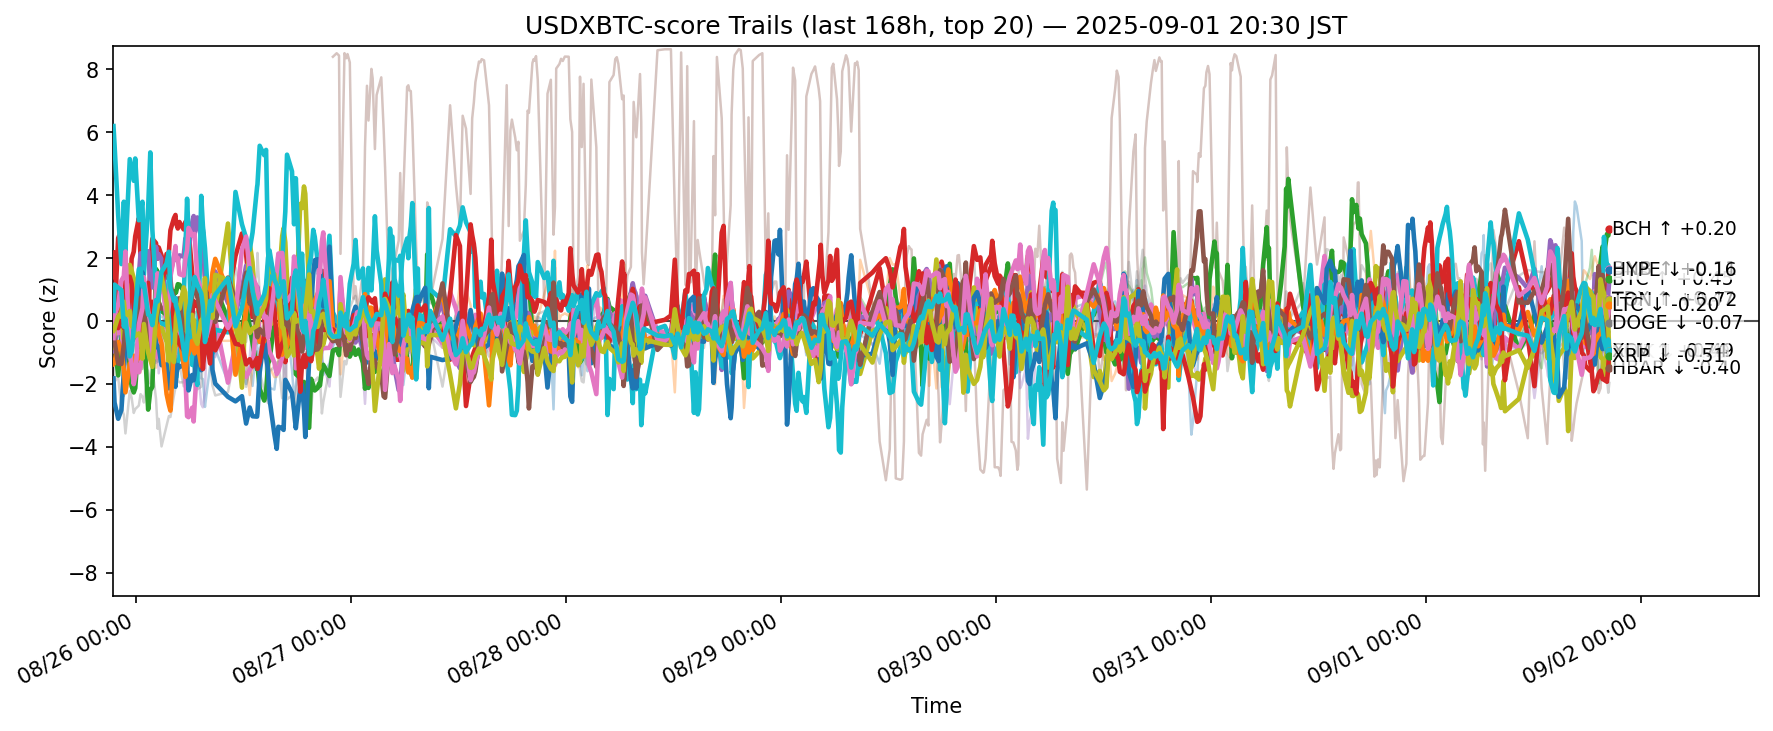 USDXBTC-score Trails (last 168h, top 20) — 2025-09-01 20:30 JST
Score (z)
8
6
4
2
0
−2
−4
−6
−8
BCH ↑ +0.20
HYPE ↓ -0.16
BTC ↑ +0.43
LTC ↓ -0.20
DOGE ↓ -0.07
XRP ↓ -0.51
HBAR ↓ -0.40
08/26 00:00
08/27 00:00
08/28 00:00
08/29 00:00
08/30 00:00
08/31 00:00
09/01 00:00
09/02 00:00
Time